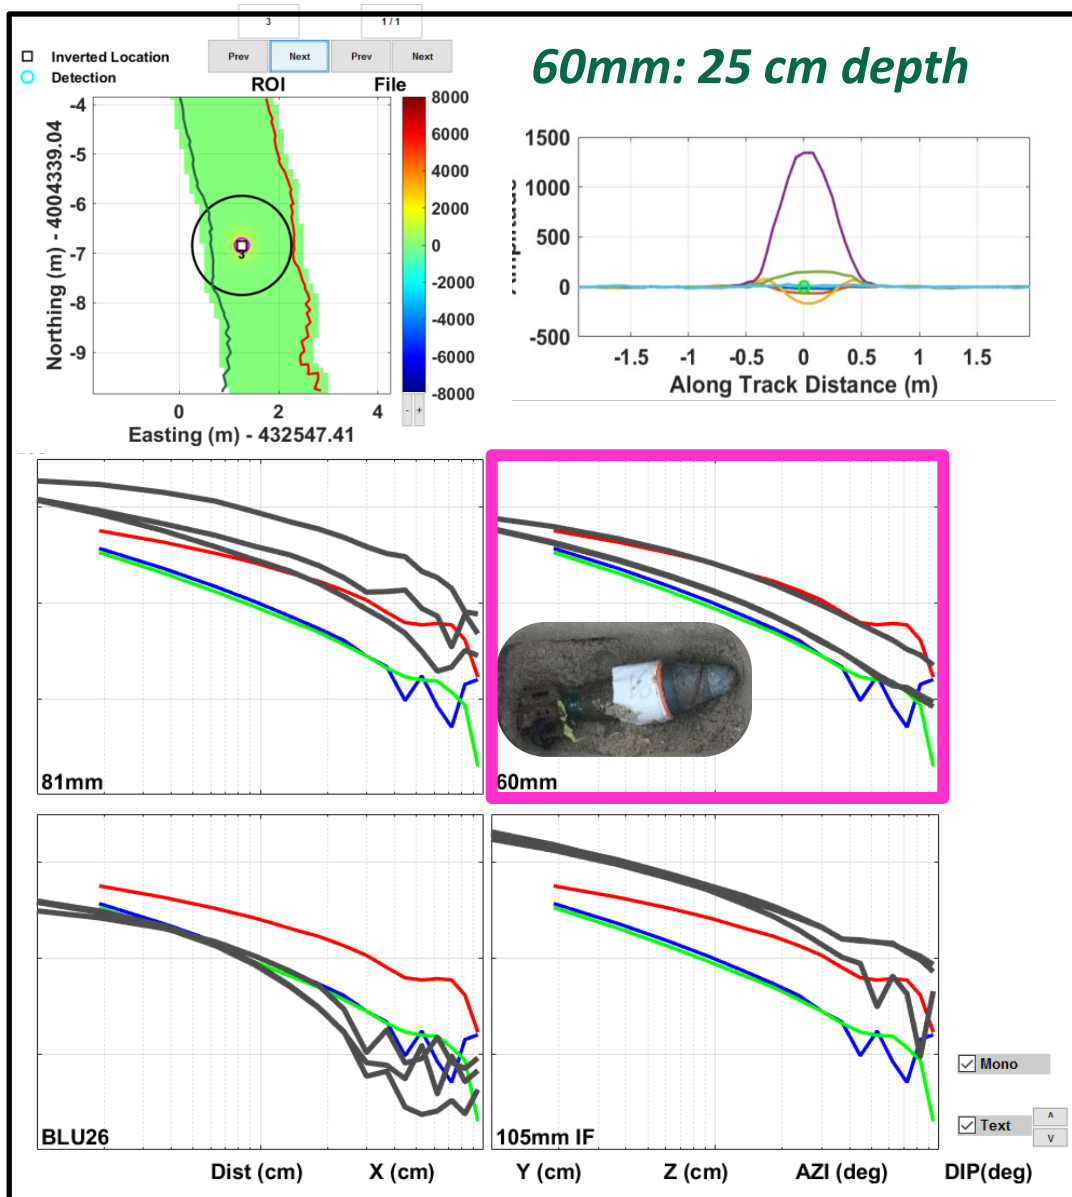 3
1 / 1
Prev
Next
Prev
Next
Inverted Location
Detection
ROI
File
60mm: 25 cm depth
-4
-5
-6
-7
-8
-9
0
2
4
Northing (m) - 4004339.04
Easting (m) - 432547.41
3
8000
6000
4000
2000
0
-2000
-4000
-6000
-8000
-
+
1500
1000
500
0
-500
-1.5
-1
-0.5
0
0.5
1
1.5
Amplitude
Along Track Distance (m)
81mm
60mm
BLU26
105mm IF
Mono
Text
^
v
Dist (cm)
X (cm)
Y (cm)
Z (cm)
AZI (deg)
DIP(deg)